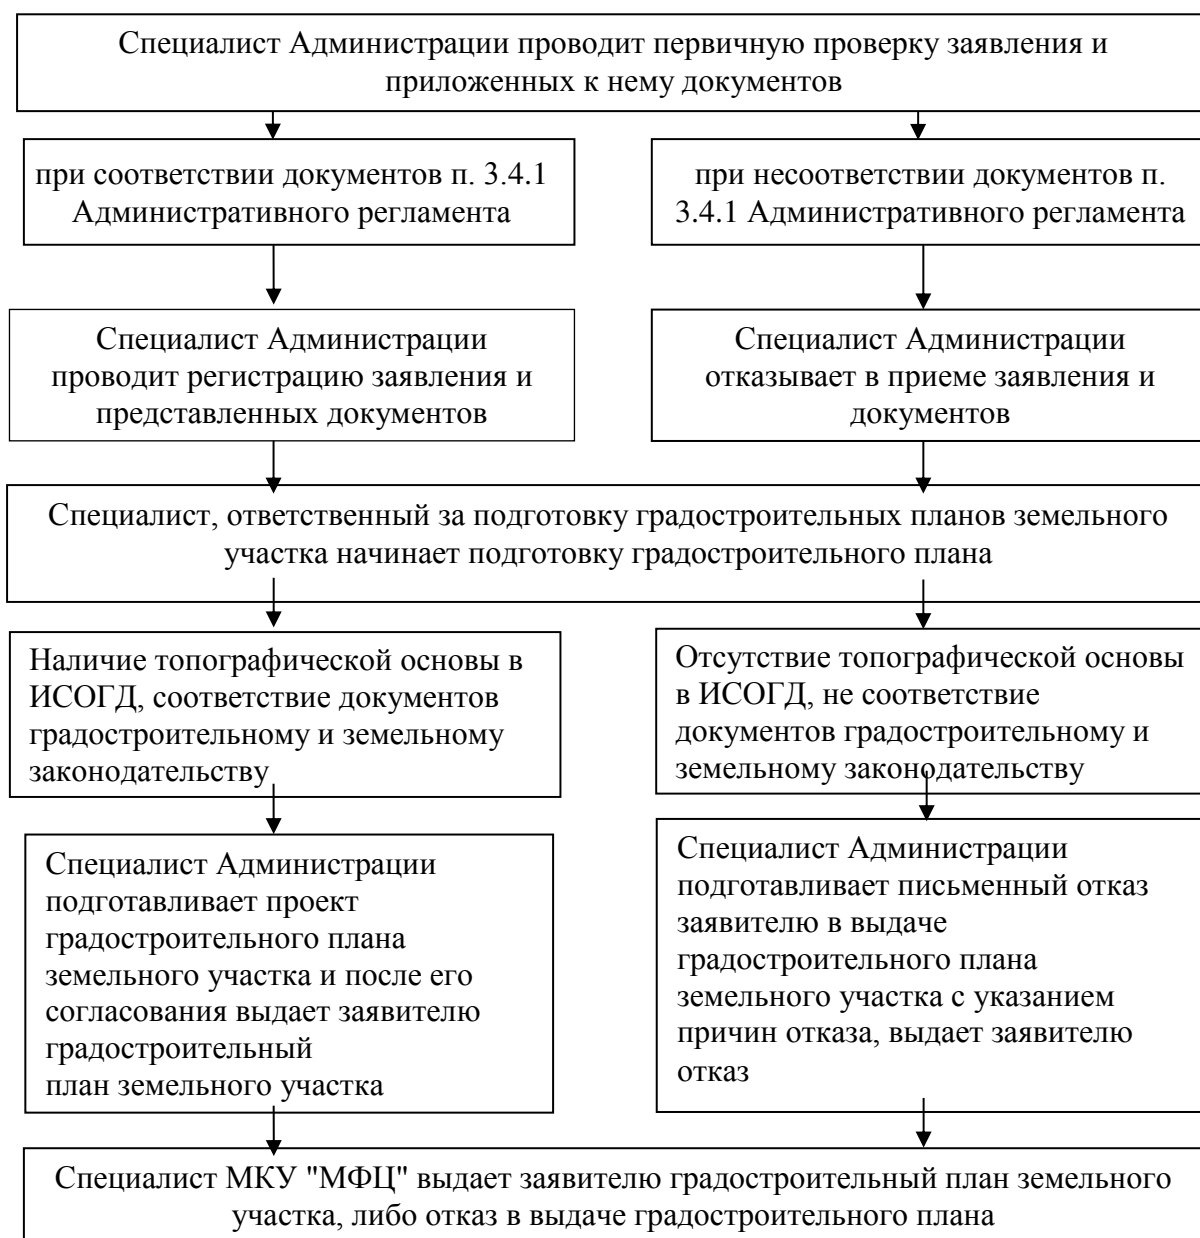 Специалист Администрации проводит первичную проверку заявления и
приложенных к нему документов
при соответствии документов п. 3.4.1
Административного регламента
при несоответствии документов п.
3.4.1 Административного регламента
Специалист Администрации
проводит регистрацию заявления и
представленных документов
Специалист Администрации
отказывает в приеме заявления и
документов
Специалист, ответственный за подготовку градостроительных планов земельного
участка начинает подготовку градостроительного плана
Наличие топографической основы в
ИСОГД, соответствие документов
градостроительному и земельному
законодательству
Отсутствие топографической основы
в ИСОГД, не соответствие
документов градостроительному и
земельному законодательству
Специалист Администрации
подготавливает проект
градостроительного плана
земельного участка и после его
согласования выдает заявителю
градостроительный
план земельного участка
Специалист Администрации
подготавливает письменный отказ
заявителю в выдаче
градостроительного плана
земельного участка с указанием
причин отказа, выдает заявителю
отказ
Специалист МКУ "МФЦ" выдает заявителю градостроительный план земельного
участка, либо отказ в выдаче градостроительного плана